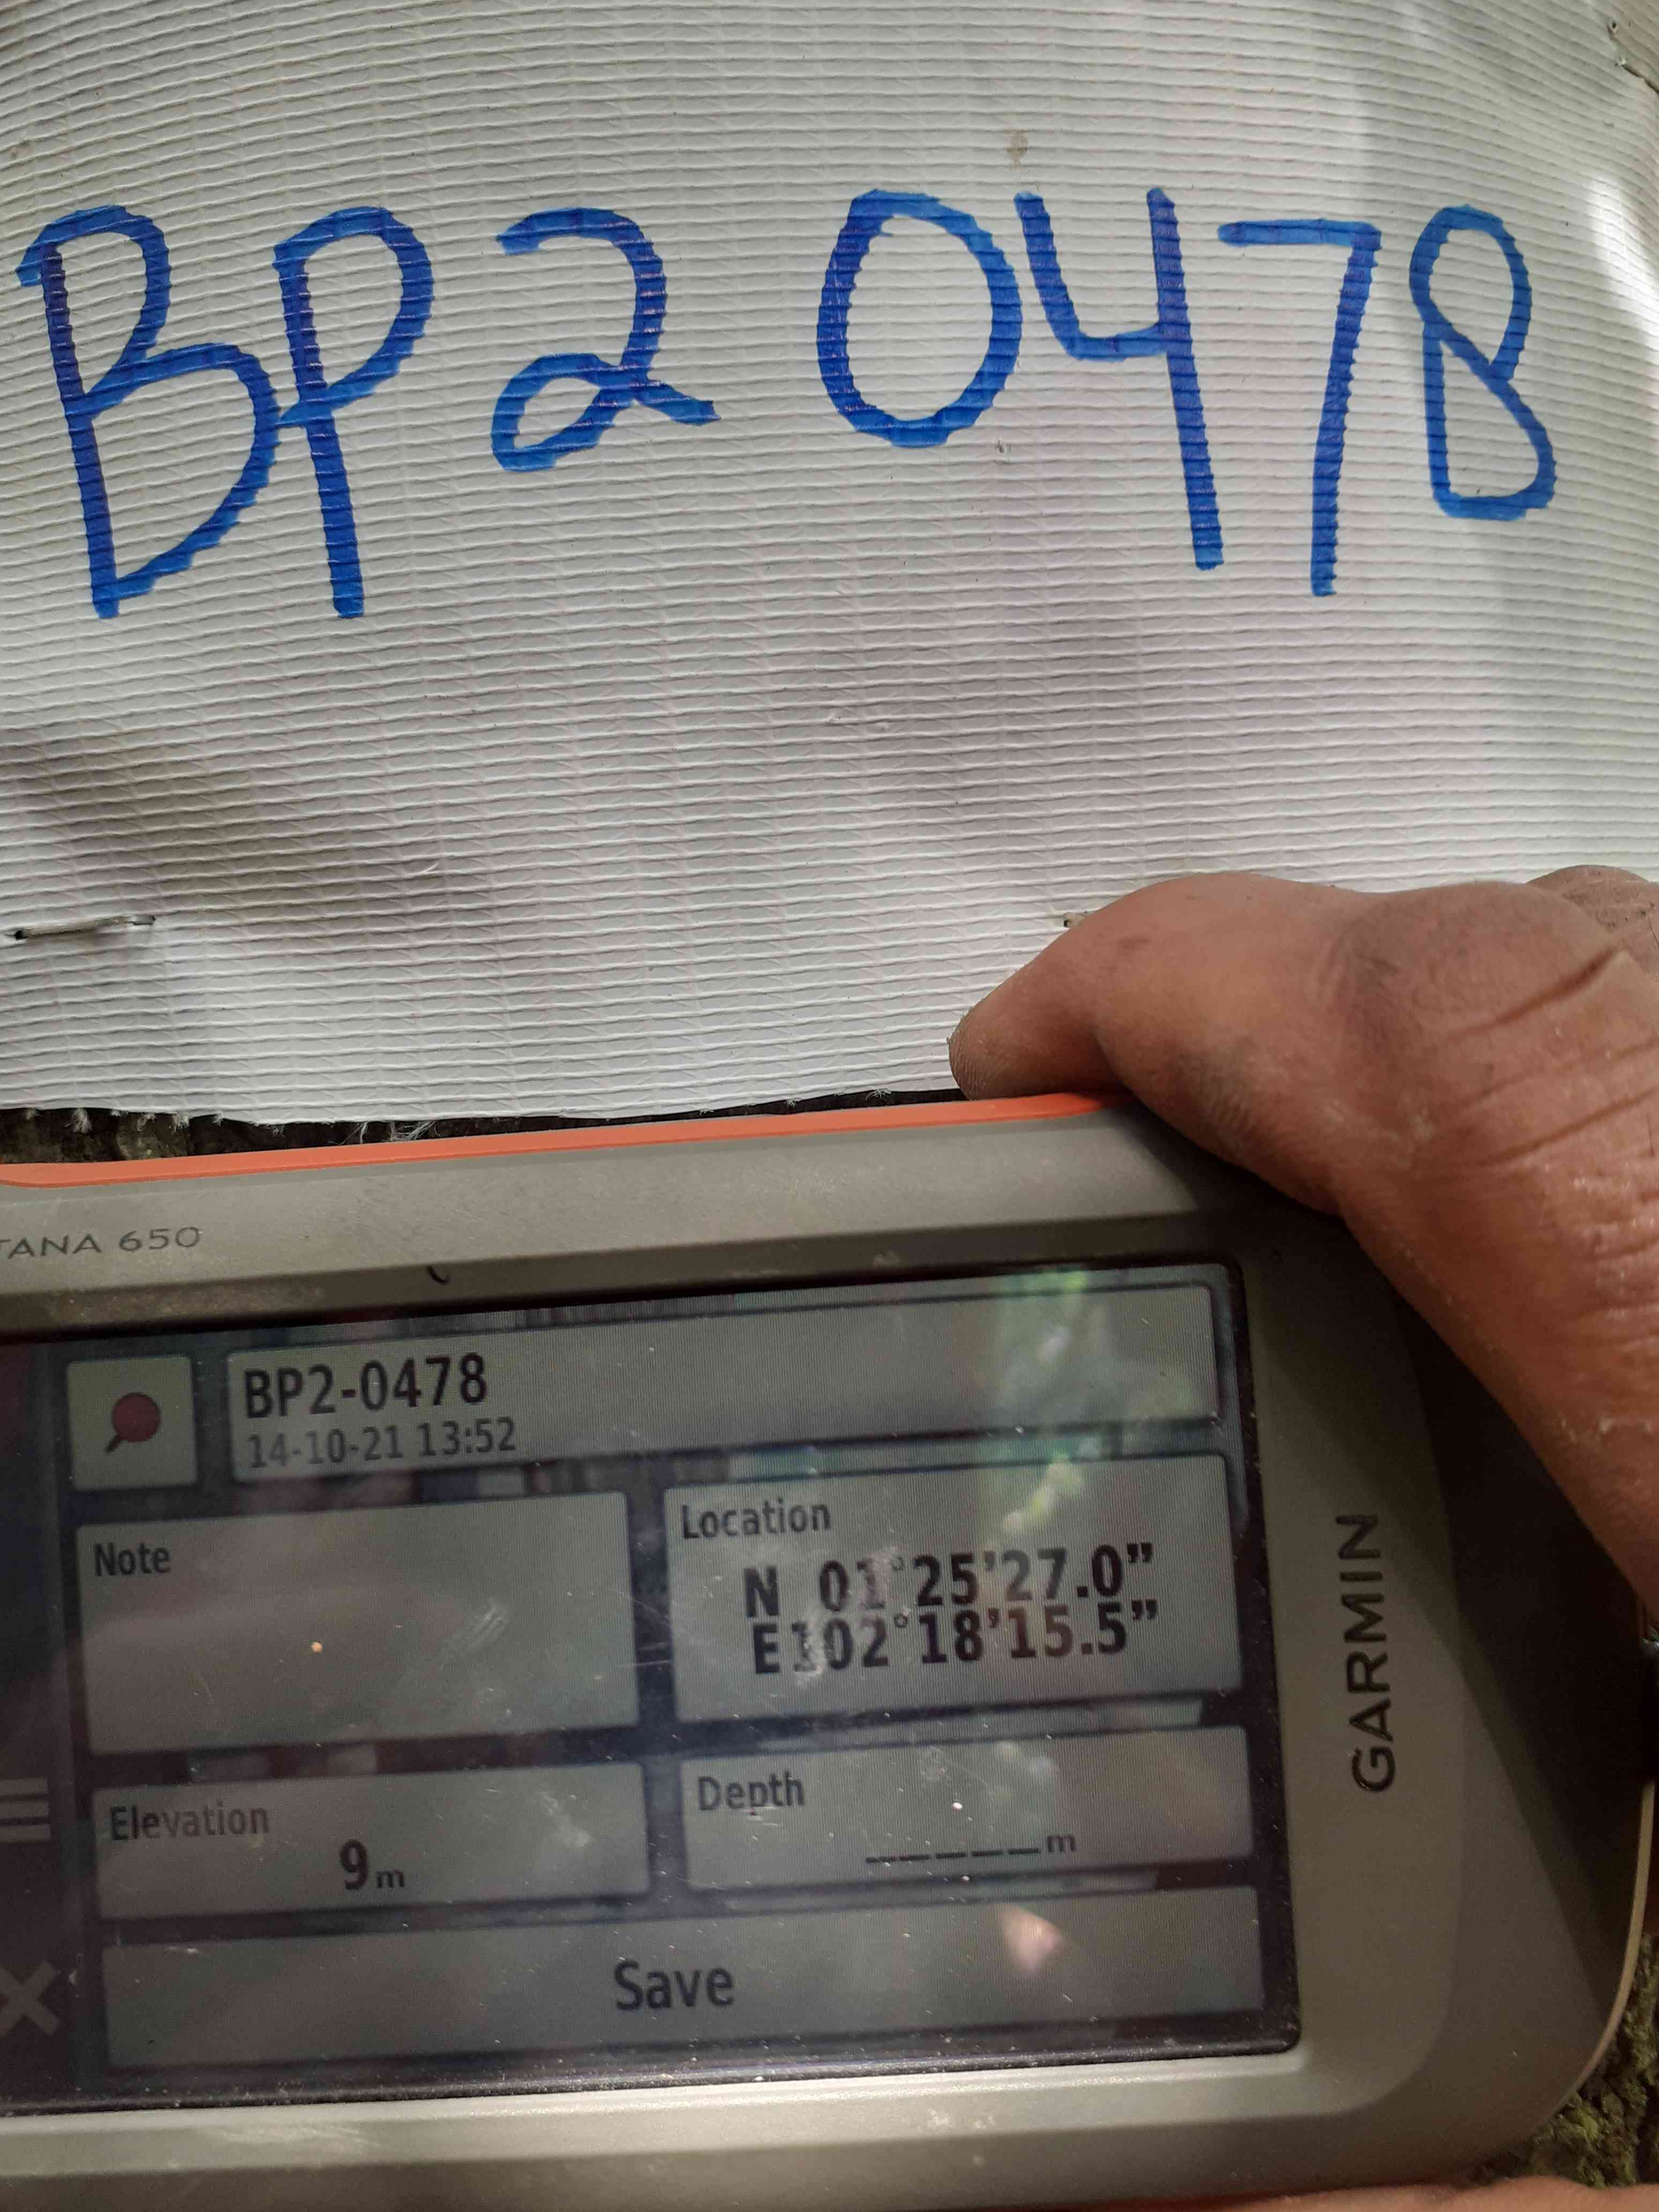 BP2 0478
TANA 650
BP2-0478
14-10-21 13:52
Note
Location
N 01°25'27.0"
E102°18'15.5"
Elevation
9m
Depth
_____m
Save
GARMIN